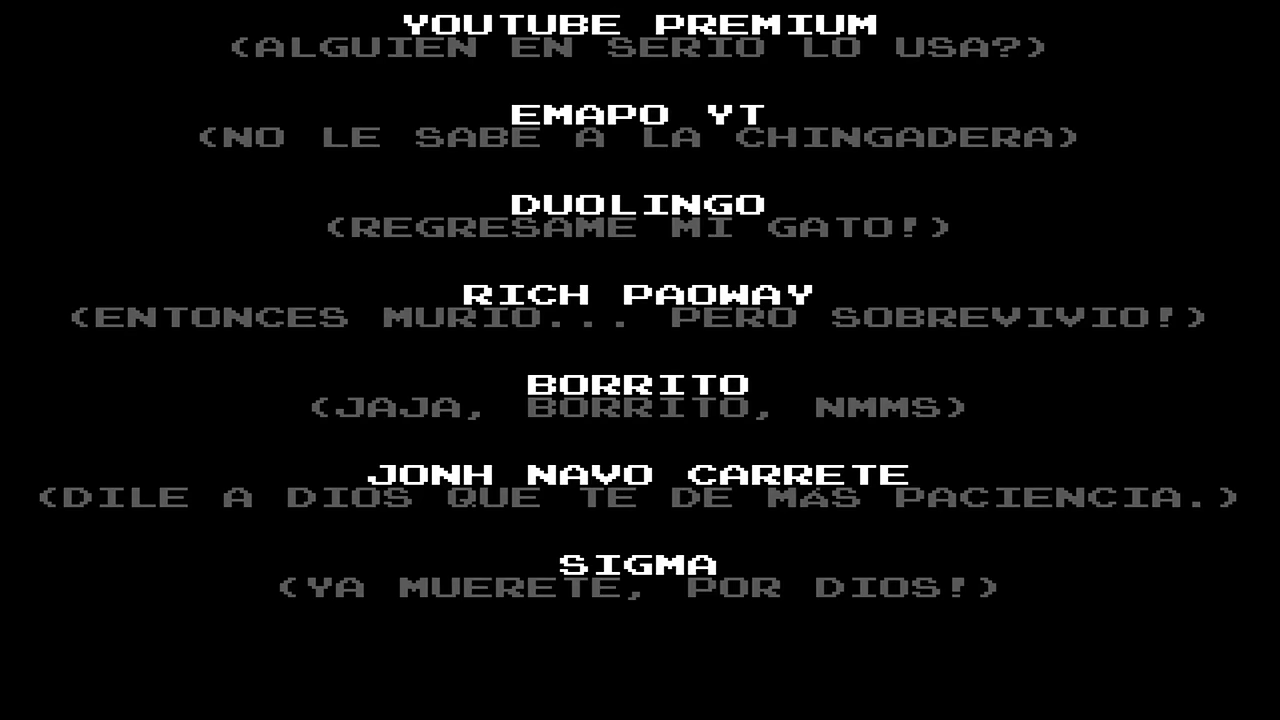 YOUTUBE PREMIUM
(ALGUIEN EN SERIO LO USA?)
EMAPO YT
(NO LE SABE A LA CHINGADERA)
DUOLINGO
(REGRESAME MI GATO!)
RICH PAOWAY
(ENTONCES MURIO... PERO SOBREVIVIO!)
BORRITO
(JAJA, BORRITO, NMMS)
JONH NAVO CARRETE
(DILE A DIOS QUE TE DE MÁS PACIENCIA.)
SIGMA
(YA MUERETE, POR DIOS!)